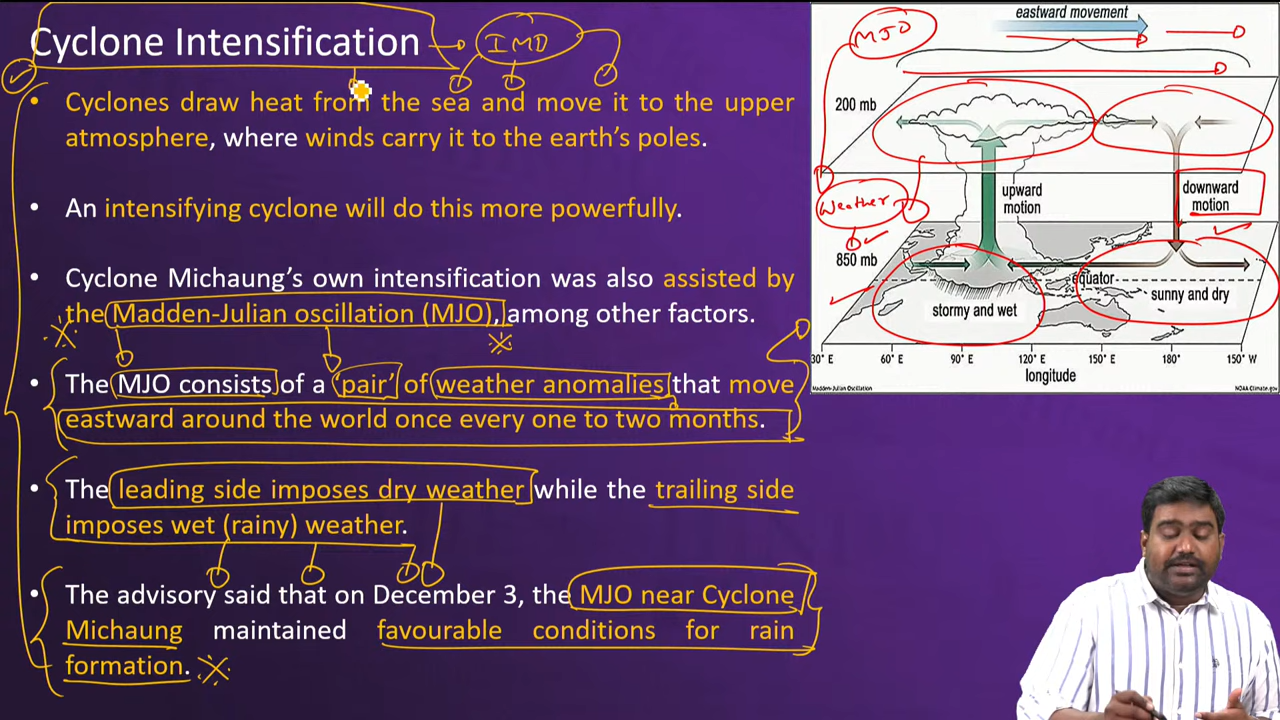 Cyclone Intensification
IMD
• Cyclones draw heat from the sea and move it to the upper
atmosphere, where winds carry it to the earth's poles.
• An intensifying cyclone will do this more powerfully.
• Cyclone Michaung's own intensification was also assisted by
the Madden-Julian oscillation (MJO), among other factors.
• The MJO consists of a 'pair' of weather anomalies that move
eastward around the world once every one to two months.
• The leading side imposes dry weather while the trailing side
imposes wet (rainy) weather.
• The advisory said that on December 3, the MJO near Cyclone
Michaung maintained favourable conditions for rain
formation.
eastward movement
MJO
200 mb
upward
motion
downward
motion
Weather
850 mb
equator
stormy and wet
sunny and dry
30° E 60° E 90° E 120° E 150° E 180° 150° W
longitude
Madden-Julian Oscillation
NOAA Climate.gov